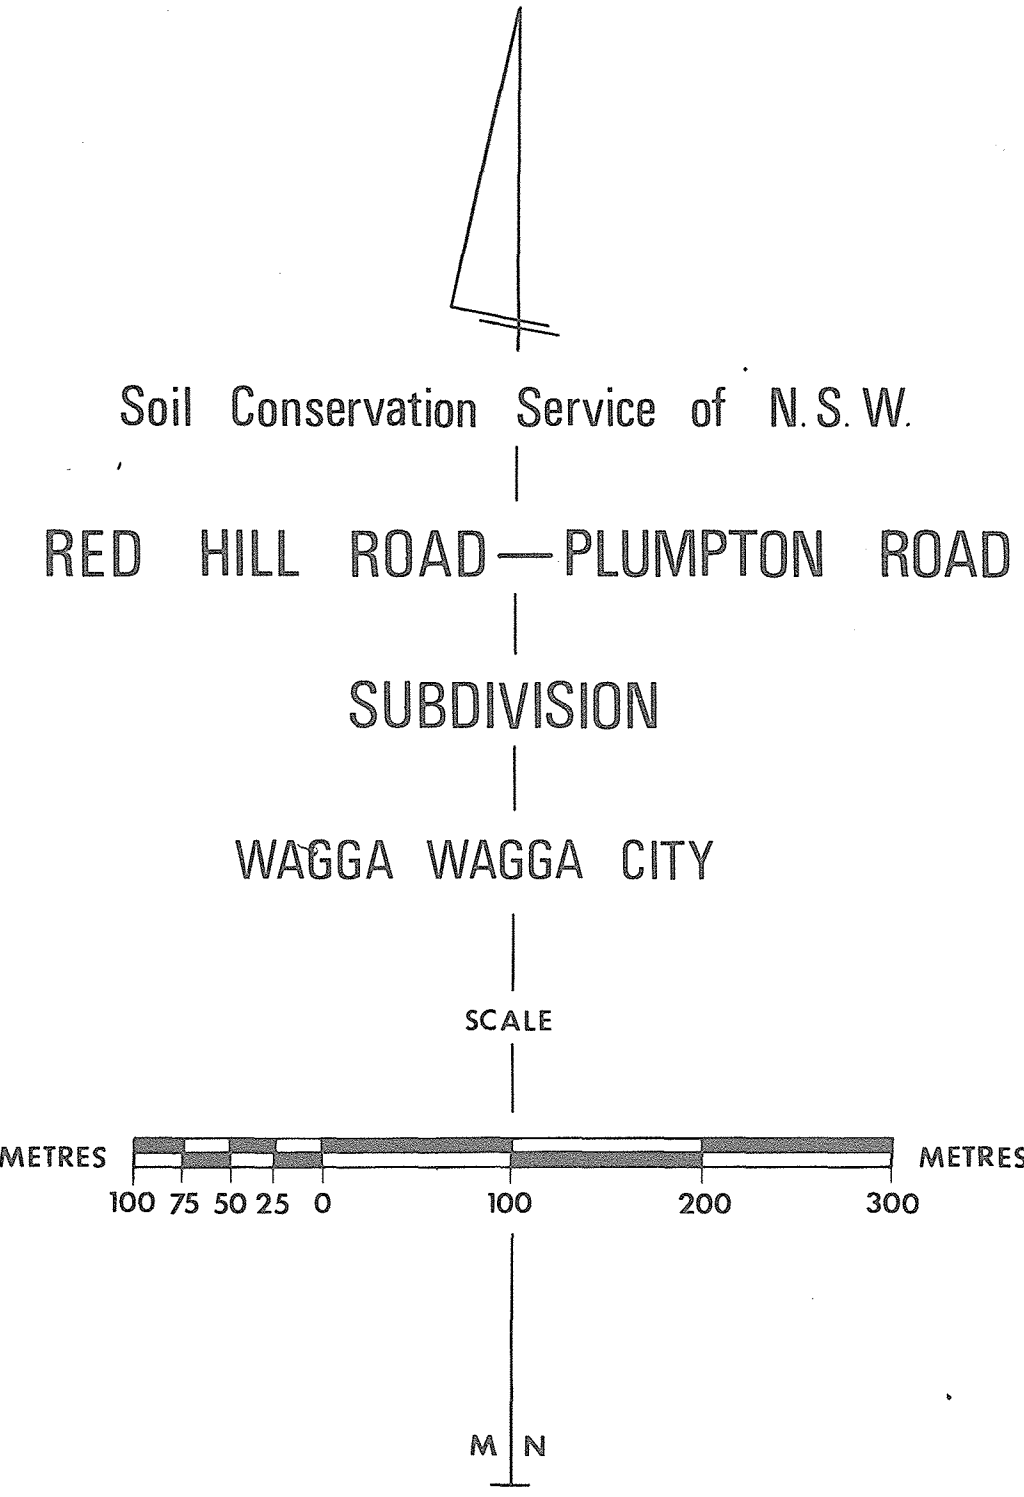 Soil Conservation Service of N.S.W.
RED HILL ROAD—PLUMPTON ROAD
SUBDIVISION
WAGGA WAGGA CITY
SCALE
METRES METRES
100 75 50 25 0 100 200 300
M N